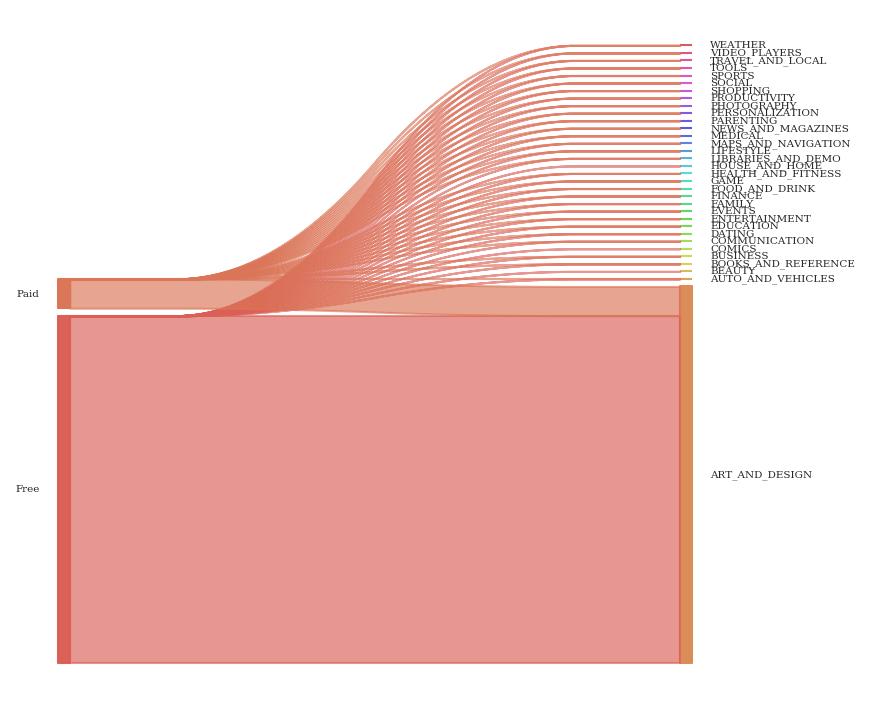 WEATHER
VIDEO_PLAYERS
TRAVEL_AND_LOCAL
TOOLS
SPORTS
SOCIAL
SHOPPING
PRODUCTIVITY
PHOTOGRAPHY
PERSONALIZATION
PARENTING
NEWS_AND_MAGAZINES
MEDICAL
MAPS_AND_NAVIGATION
LIFESTYLE
LIBRARIES_AND_DEMO
HOUSE_AND_HOME
HEALTH_AND_FITNESS
GAME
FOOD_AND_DRINK
FINANCE
FAMILY
EVENTS
ENTERTAINMENT
EDUCATION
DATING
COMMUNICATION
COMICS
BUSINESS
BOOKS_AND_REFERENCE
BEAUTY
AUTO_AND_VEHICLES
Paid
ART_AND_DESIGN
Free